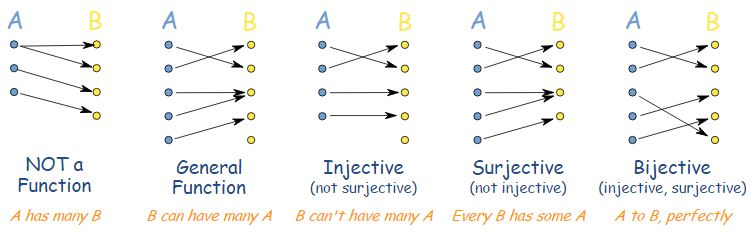 A B A B A B A B A B
NOT a Function
General Function
Injective
(not surjective)
Surjective
(not injective)
Bijective
(injective, surjective)
A has many B
B can have many A
B can't have many A
Every B has some A
A to B, perfectly